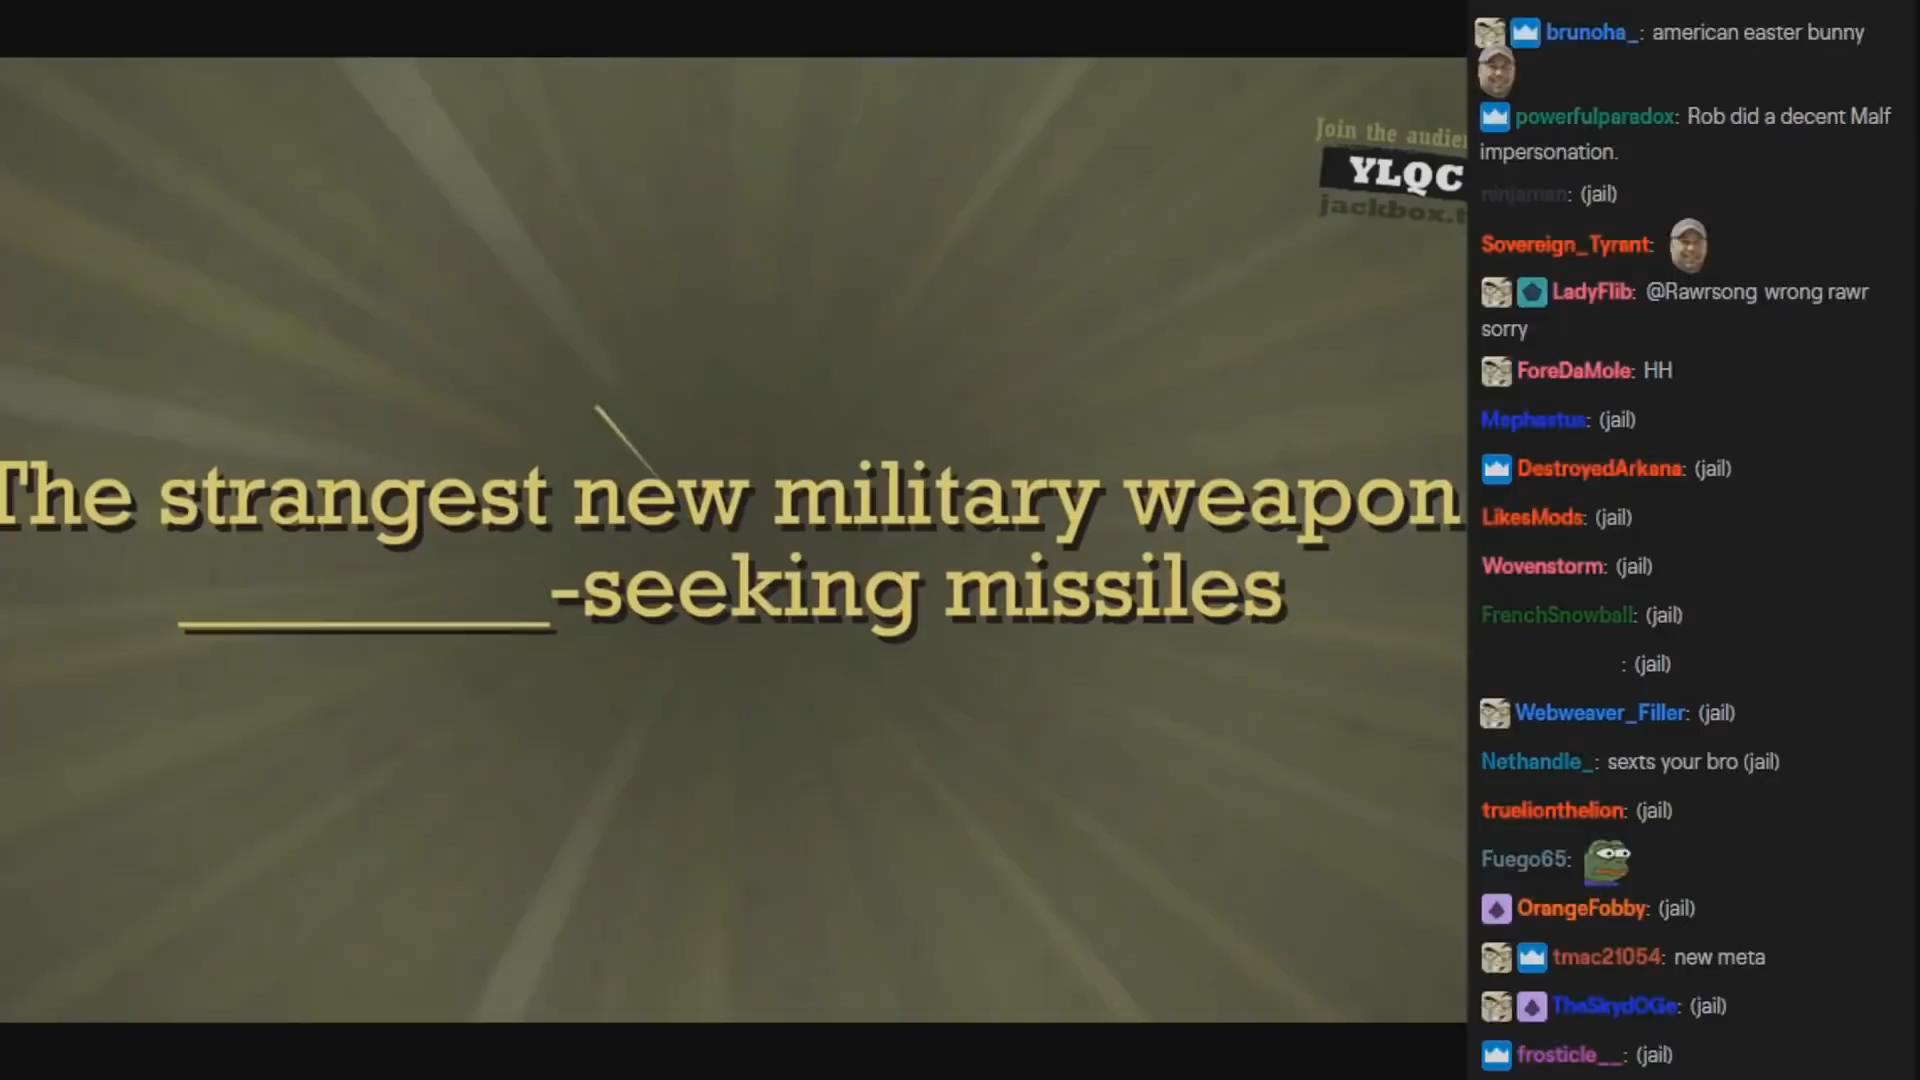 Join the audien
YLQC
jackbox.t
The strangest new military weapon
-seeking missiles
brunoha_: american easter bunny
powerfulparadox: Rob did a decent Malf
impersonation.
ninjaman: (jail)
Sovereign_Tyrant:
LadyFlib: @Rawrsong wrong rawr
sorry
ForeDaMole: HH
Mephastus: (jail)
DestroyedArkana: (jail)
LikesMods: (jail)
Wovenstorm: (jail)
FrenchSnowball: (jail)
: (jail)
Webweaver_Filler: (jail)
Nethandle_: sexts your bro (jail)
truelionthelion: (jail)
Fuego65:
OrangeFobby: (jail)
tmac21054: new meta
TheSkydOGe: (jail)
frosticle__: (jail)